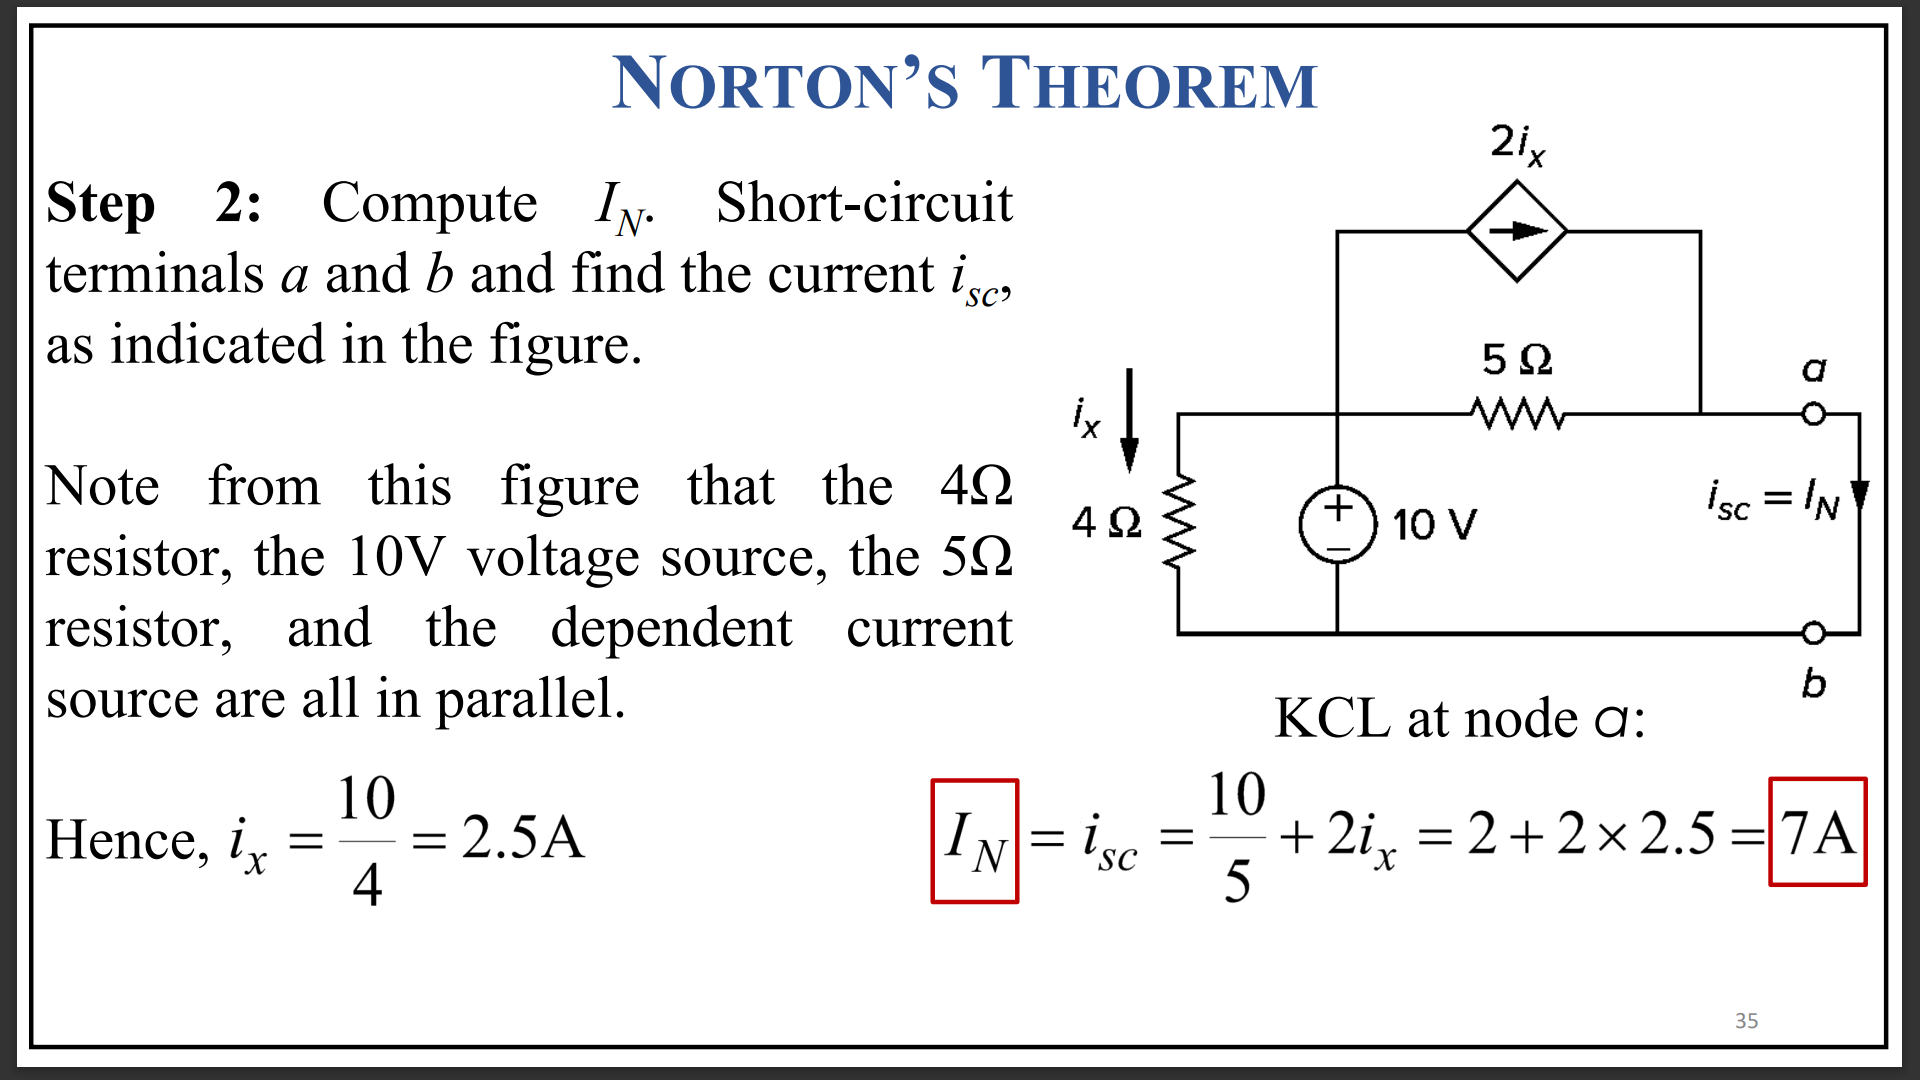 NORTON'S THEOREM
Step 2: Compute I_N. Short-circuit
terminals a and b and find the current i_sc,
as indicated in the figure.
Note from this figure that the 4Ω
resistor, the 10V voltage source, the 5Ω
resistor, and the dependent current
source are all in parallel.
Hence, i_x = 10/4 = 2.5A
2i_x
5 Ω
a
i_x
4 Ω
+
−
10 V
i_sc = I_N
b
KCL at node a:
I_N = i_sc = 10/5 + 2i_x = 2 + 2 × 2.5 = 7A
35